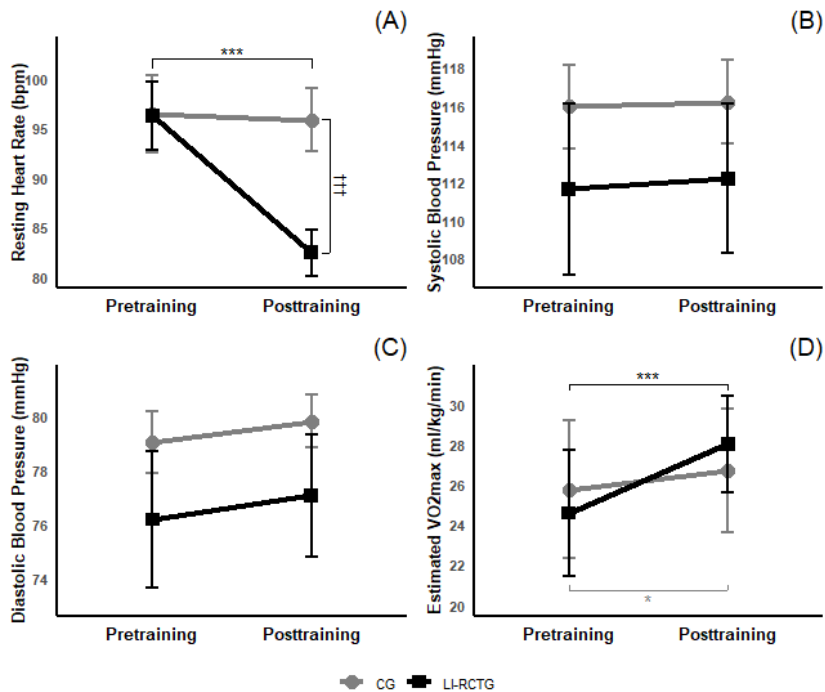 (A)
Resting Heart Rate (bpm)
100
95
90
85
80
***
‡‡‡
Pretraining Posttraining
(B)
Systolic Blood Pressure (mmHg)
118
116
114
112
110
108
Pretraining Posttraining
(C)
Diastolic Blood Pressure (mmHg)
80
78
76
74
Pretraining Posttraining
(D)
Estimated VO2max (ml/kg/min)
30
28
26
24
22
20
***
*
Pretraining Posttraining
CG LI-RCTG